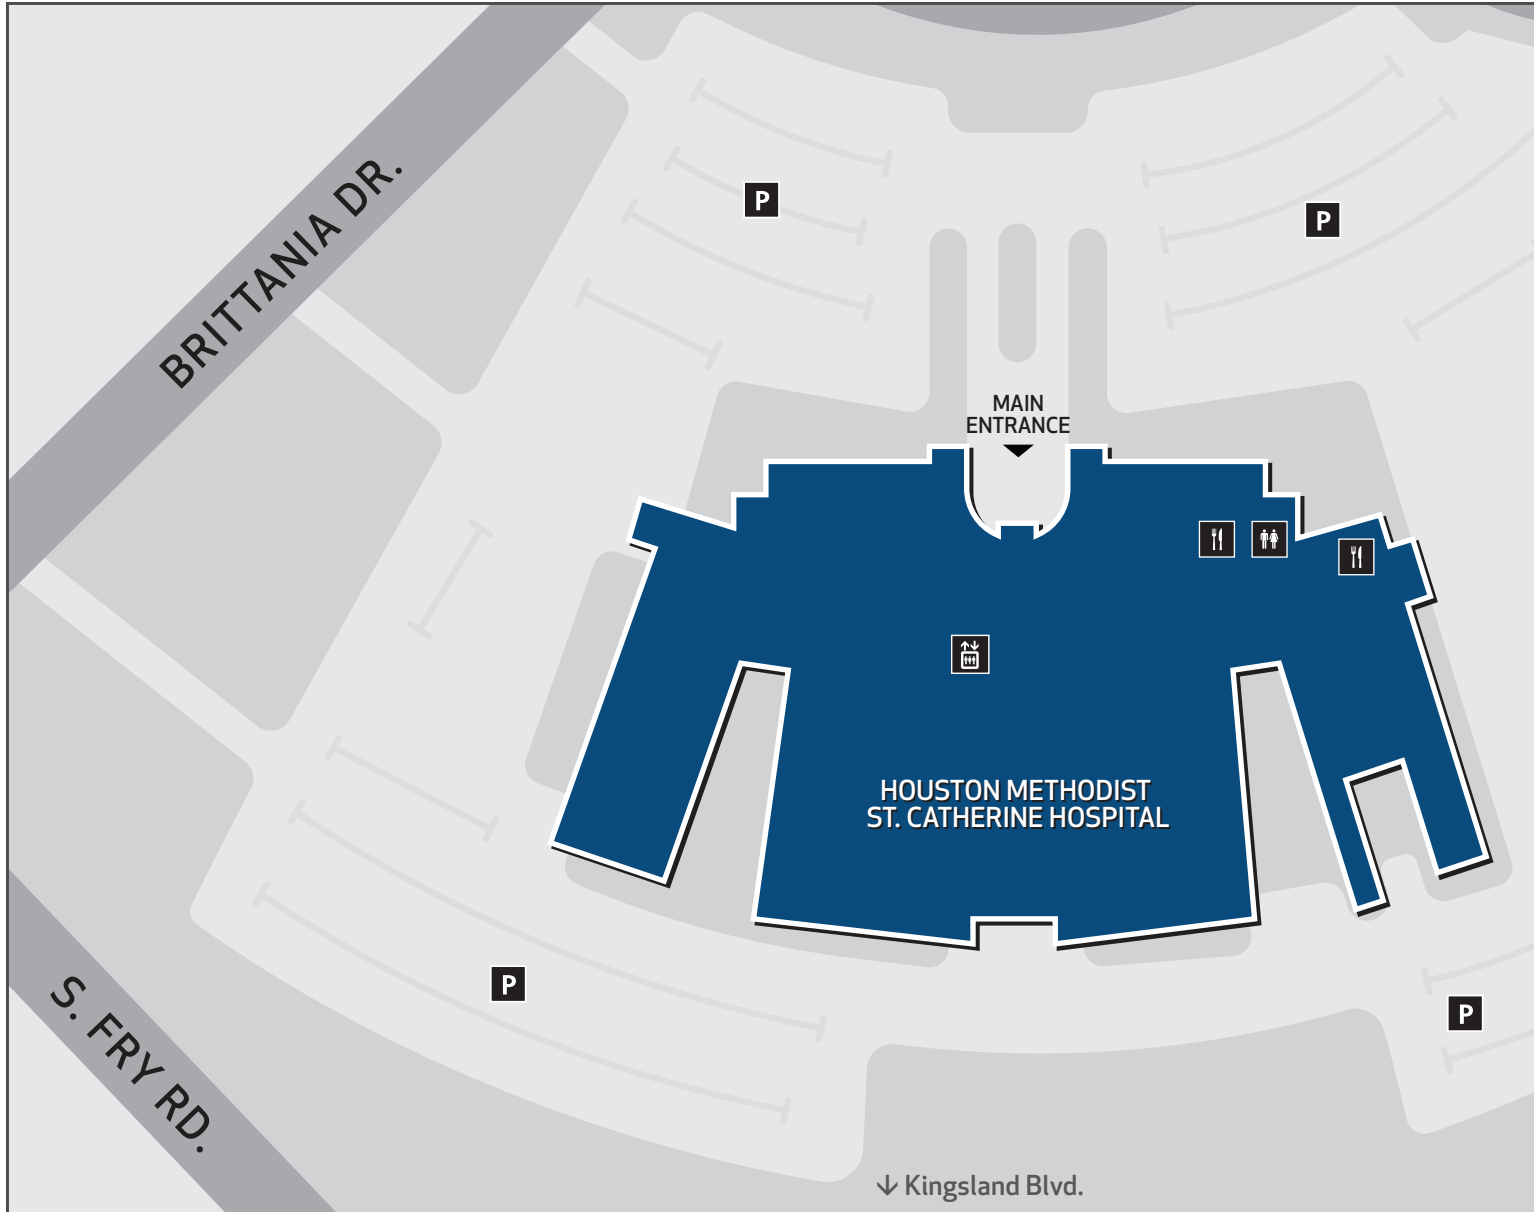 BRITTANIA DR.
P
P
MAIN
ENTRANCE
HOUSTON METHODIST
ST. CATHERINE HOSPITAL
P
P
S. FRY RD.
Kingsland Blvd.